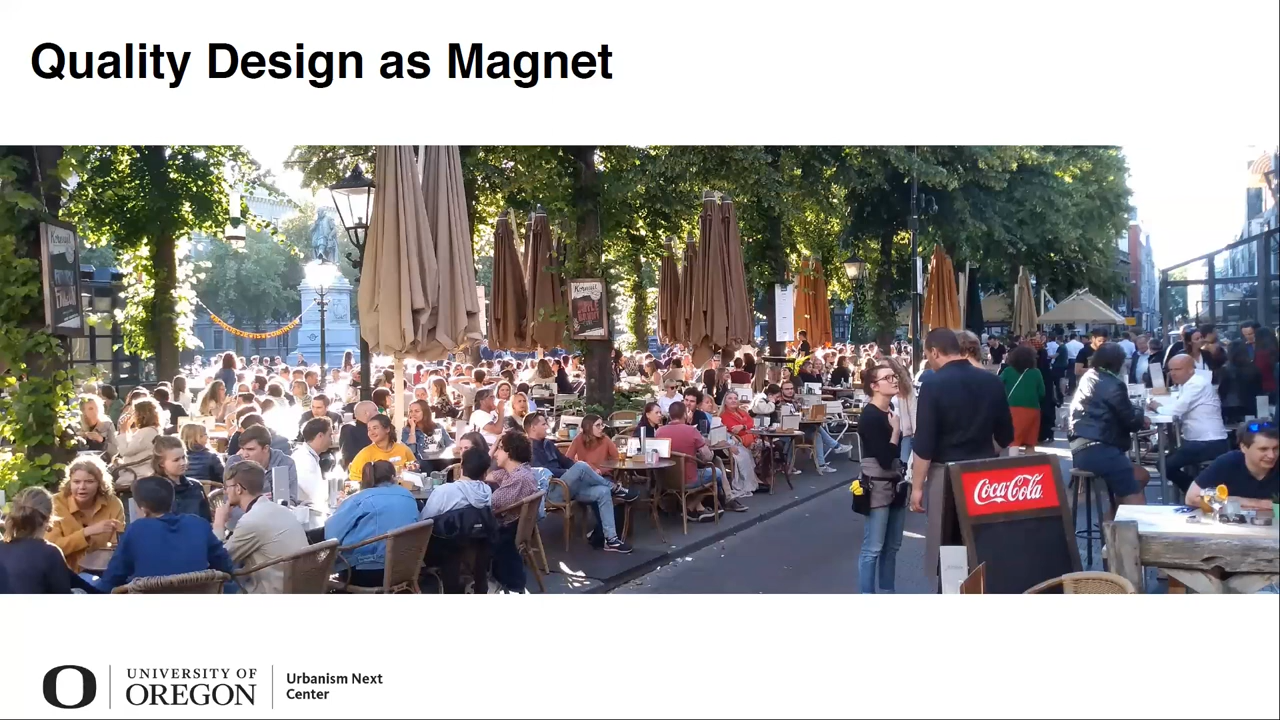 Quality Design as Magnet
Coca-Cola
UNIVERSITY OF
OREGON
Urbanism Next
Center